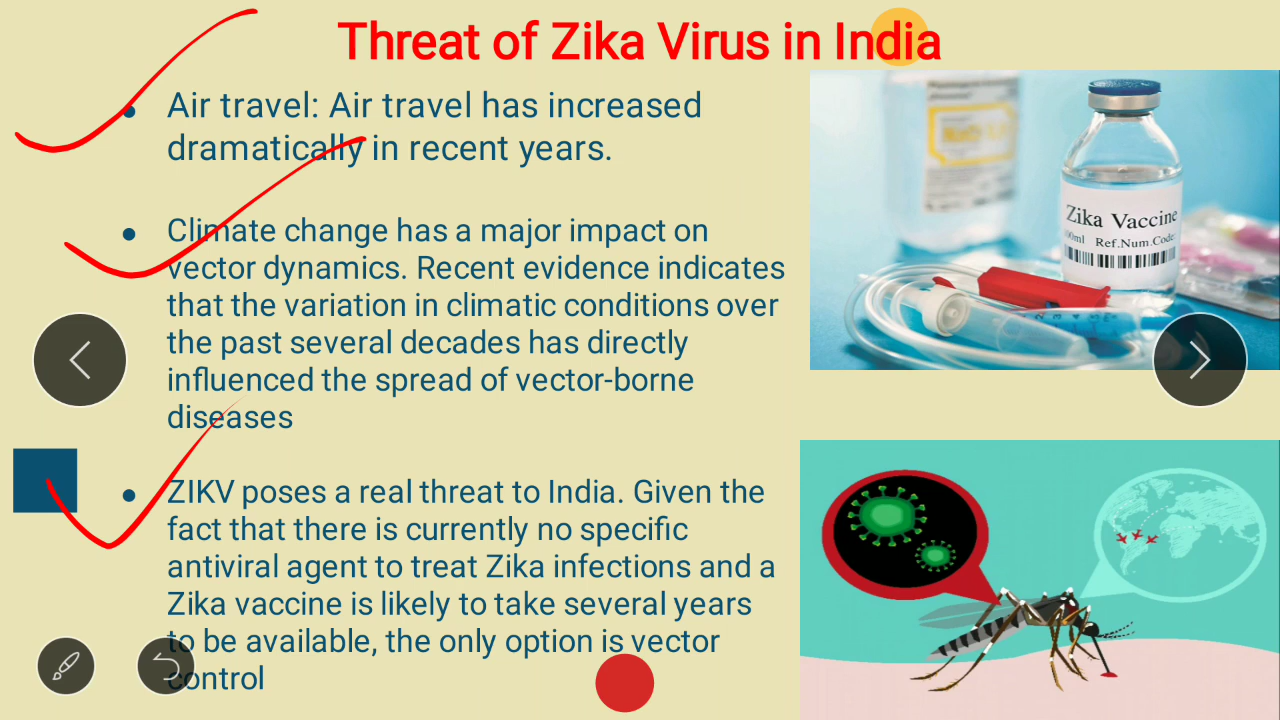 Threat of Zika Virus in India
Air travel: Air travel has increased
dramatically in recent years.
Climate change has a major impact on
vector dynamics. Recent evidence indicates
that the variation in climatic conditions over
the past several decades has directly
influenced the spread of vector-borne
diseases
ZIKV poses a real threat to India. Given the
fact that there is currently no specific
antiviral agent to treat Zika infections and a
Zika vaccine is likely to take several years
to be available, the only option is vector
control
Zika Vaccine
Ref.Num.Code: